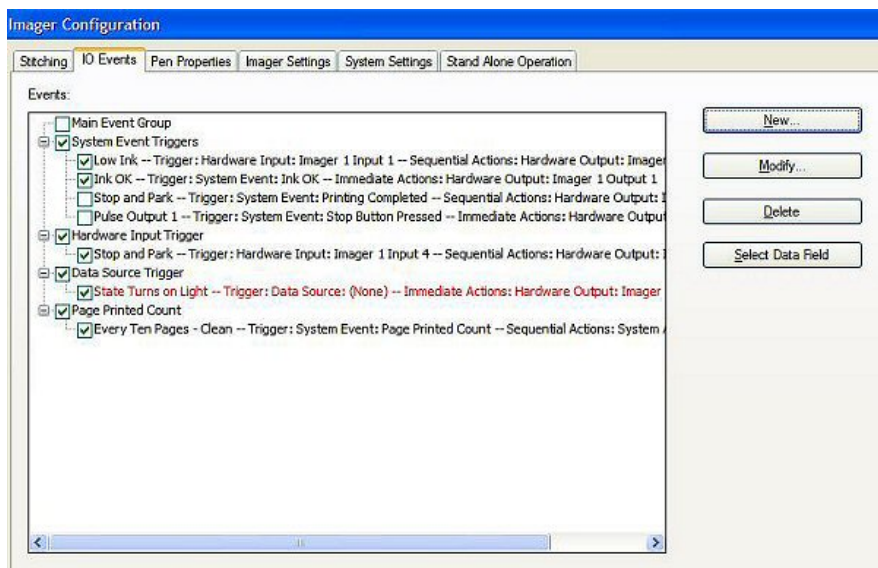 Imager Configuration
Stitching IO Events Pen Properties Imager Settings System Settings Stand Alone Operation
Events:
Main Event Group
System Event Triggers
Low Ink -- Trigger: Hardware Input: Imager 1 Input 1 -- Sequential Actions: Hardware Output: Imager
Ink OK -- Trigger: System Event: Ink OK -- Immediate Actions: Hardware Output: Imager 1 Output 1
Stop and Park -- Trigger: System Event: Printing Completed -- Sequential Actions: Hardware Output:
Pulse Output 1 -- Trigger: System Event: Stop Button Pressed -- Immediate Actions: Hardware Output
Hardware Input Trigger
Stop and Park -- Trigger: Hardware Input: Imager 1 Input 4 -- Sequential Actions: Hardware Output:
Data Source Trigger
State Turns on Light -- Trigger: Data Source: (None) -- Immediate Actions: Hardware Output: Imager
Page Printed Count
Every Ten Pages - Clean -- Trigger: System Event: Page Printed Count -- Sequential Actions: System
New...
Modify...
Delete
Select Data Field